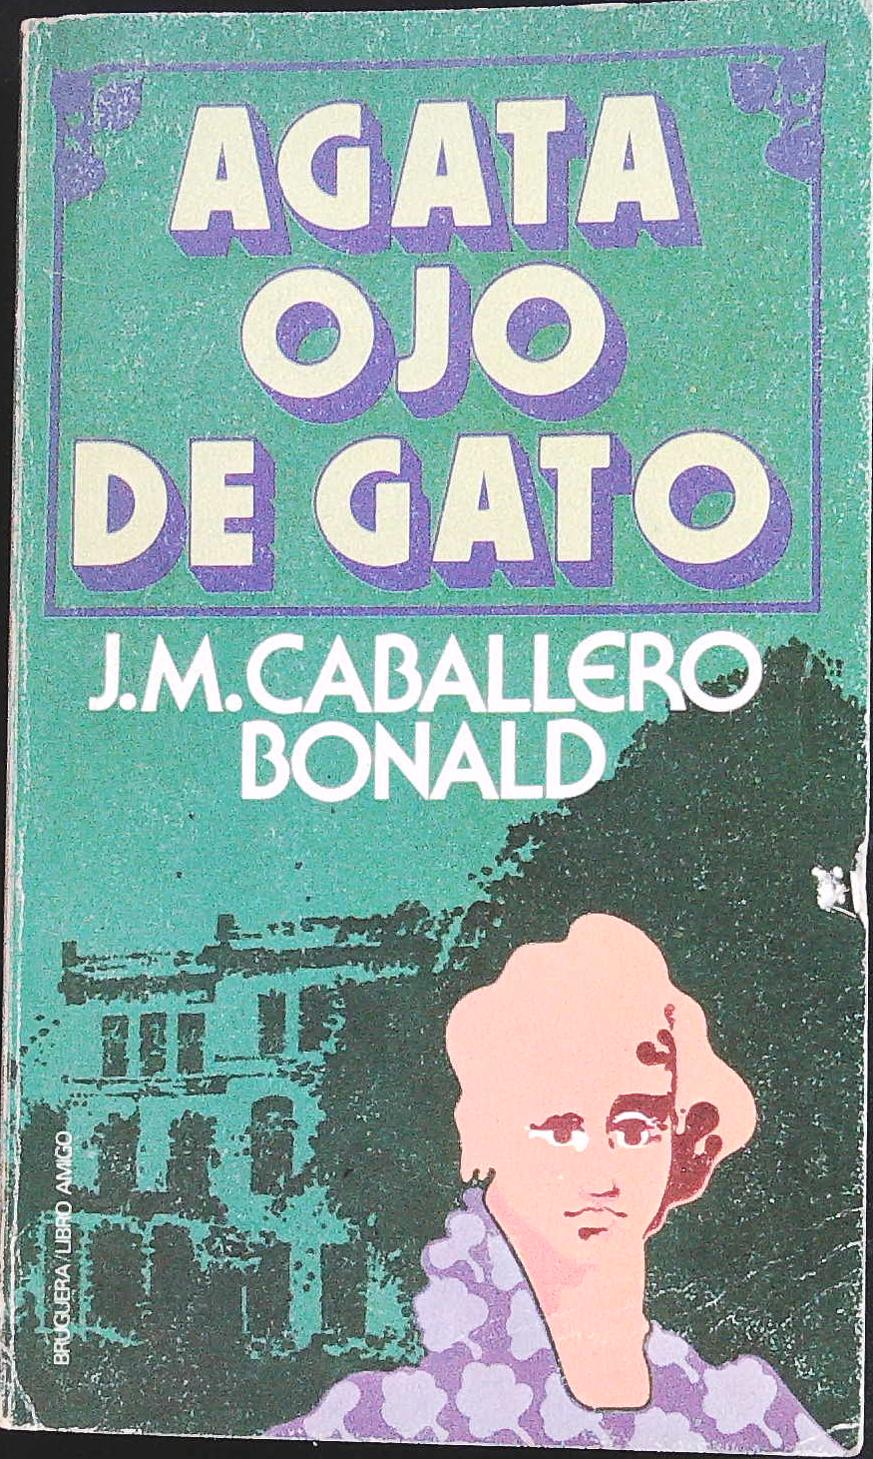 AGATA
OJO
DE GATO
J.M. CABALLERO
BONALD
BRUGUERA/LIBRO AMIGO